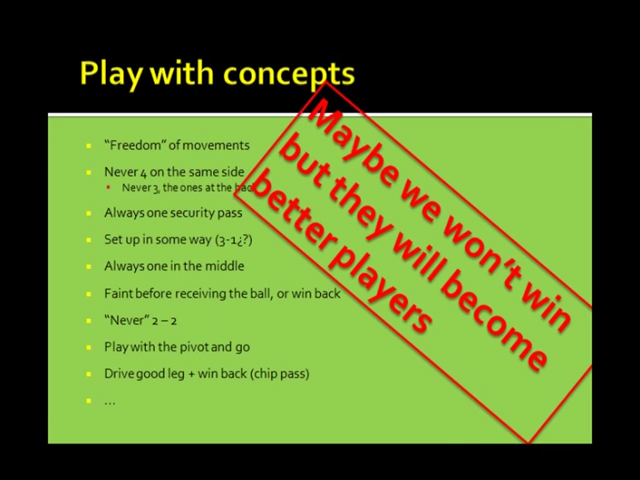 Play with concepts
"Freedom" of movements
Never 4 on the same side
Never 3, the ones at the
Always one security pass
Set up in some way (3-1¿?)
Always one in the middle
Faint before receiving the ball, or win back
"Never" 2 – 2
Play with the pivot and go
Drive good leg + win back (chip pass)
...
Maybe we won't win
but they will become
better players